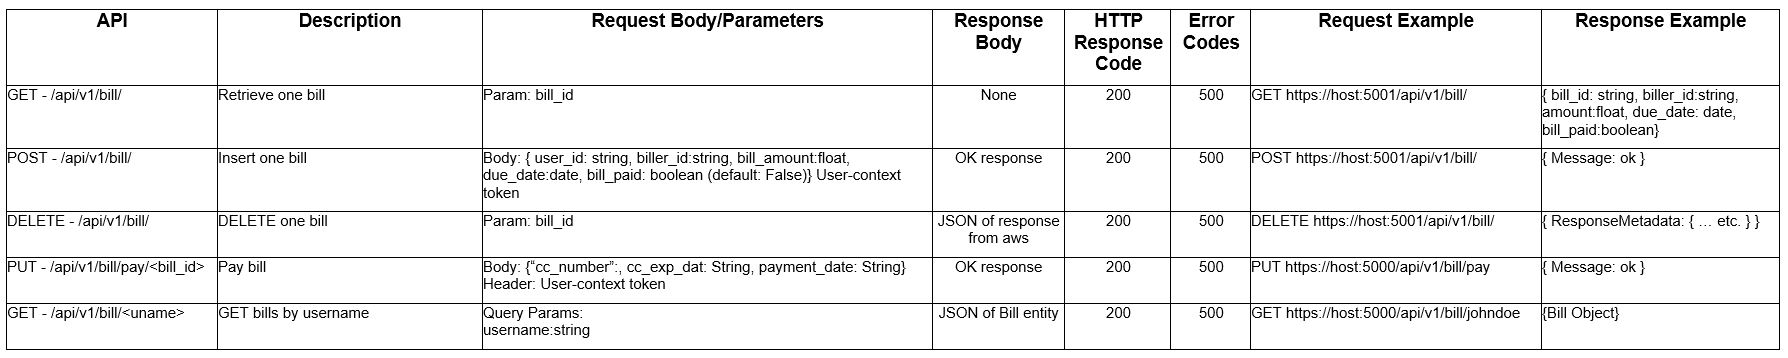 API Description Request Body/Parameters Response Body HTTP Response Code Error Codes Request Example Response Example
GET - /api/v1/bill/ Retrieve one bill Param: bill_id None 200 500 GET https://host:5001/api/v1/bill/ { bill_id: string, biller_id:string, amount:float, due_date: date, bill_paid:boolean}
POST - /api/v1/bill/ Insert one bill Body: { user_id: string, biller_id:string, bill_amount:float, due_date:date, bill_paid: boolean (default: False)} User-context token OK response 200 500 POST https://host:5001/api/v1/bill/ { Message: ok }
DELETE - /api/v1/bill/ DELETE one bill Param: bill_id JSON of response from aws 200 500 DELETE https://host:5001/api/v1/bill/ { ResponseMetadata: { … etc. } }
PUT - /api/v1/bill/pay/<bill_id> Pay bill Body: {“cc_number”:, cc_exp_dat: String, payment_date: String} Header: User-context token OK response 200 500 PUT https://host:5000/api/v1/bill/pay { Message: ok }
GET - /api/v1/bill/<uname> GET bills by username Query Params: username:string JSON of Bill entity 200 500 GET https://host:5000/api/v1/bill/johndoe {Bill Object}